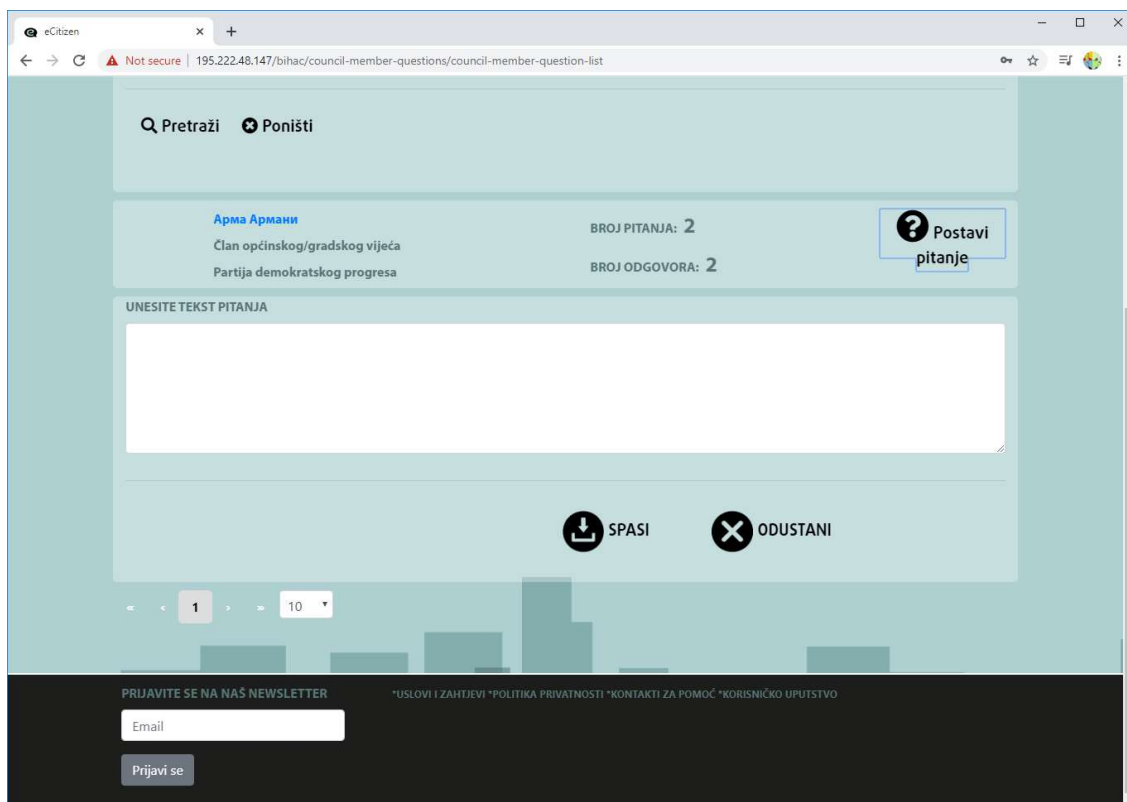 eCitizen
Not secure | 195.222.48.147/bihac/council-member-questions/council-member-question-list
Pretraži Poništi
Арма Армани
Član općinskog/gradskog vijeća
Partija demokratskog progresa
BROJ PITANJA: 2
BROJ ODGOVORA: 2
Postavi
pitanje
UNESITE TEKST PITANJA
SPASI ODUSTANI
« ‹ 1 › » 10
PRIJAVITE SE NA NAŠ NEWSLETTER
*USLOVI I ZAHTJEVI *POLITIKA PRIVATNOSTI *KONTAKTI ZA POMOĆ *KORISNIČKO UPUTSTVO
Email
Prijavi se